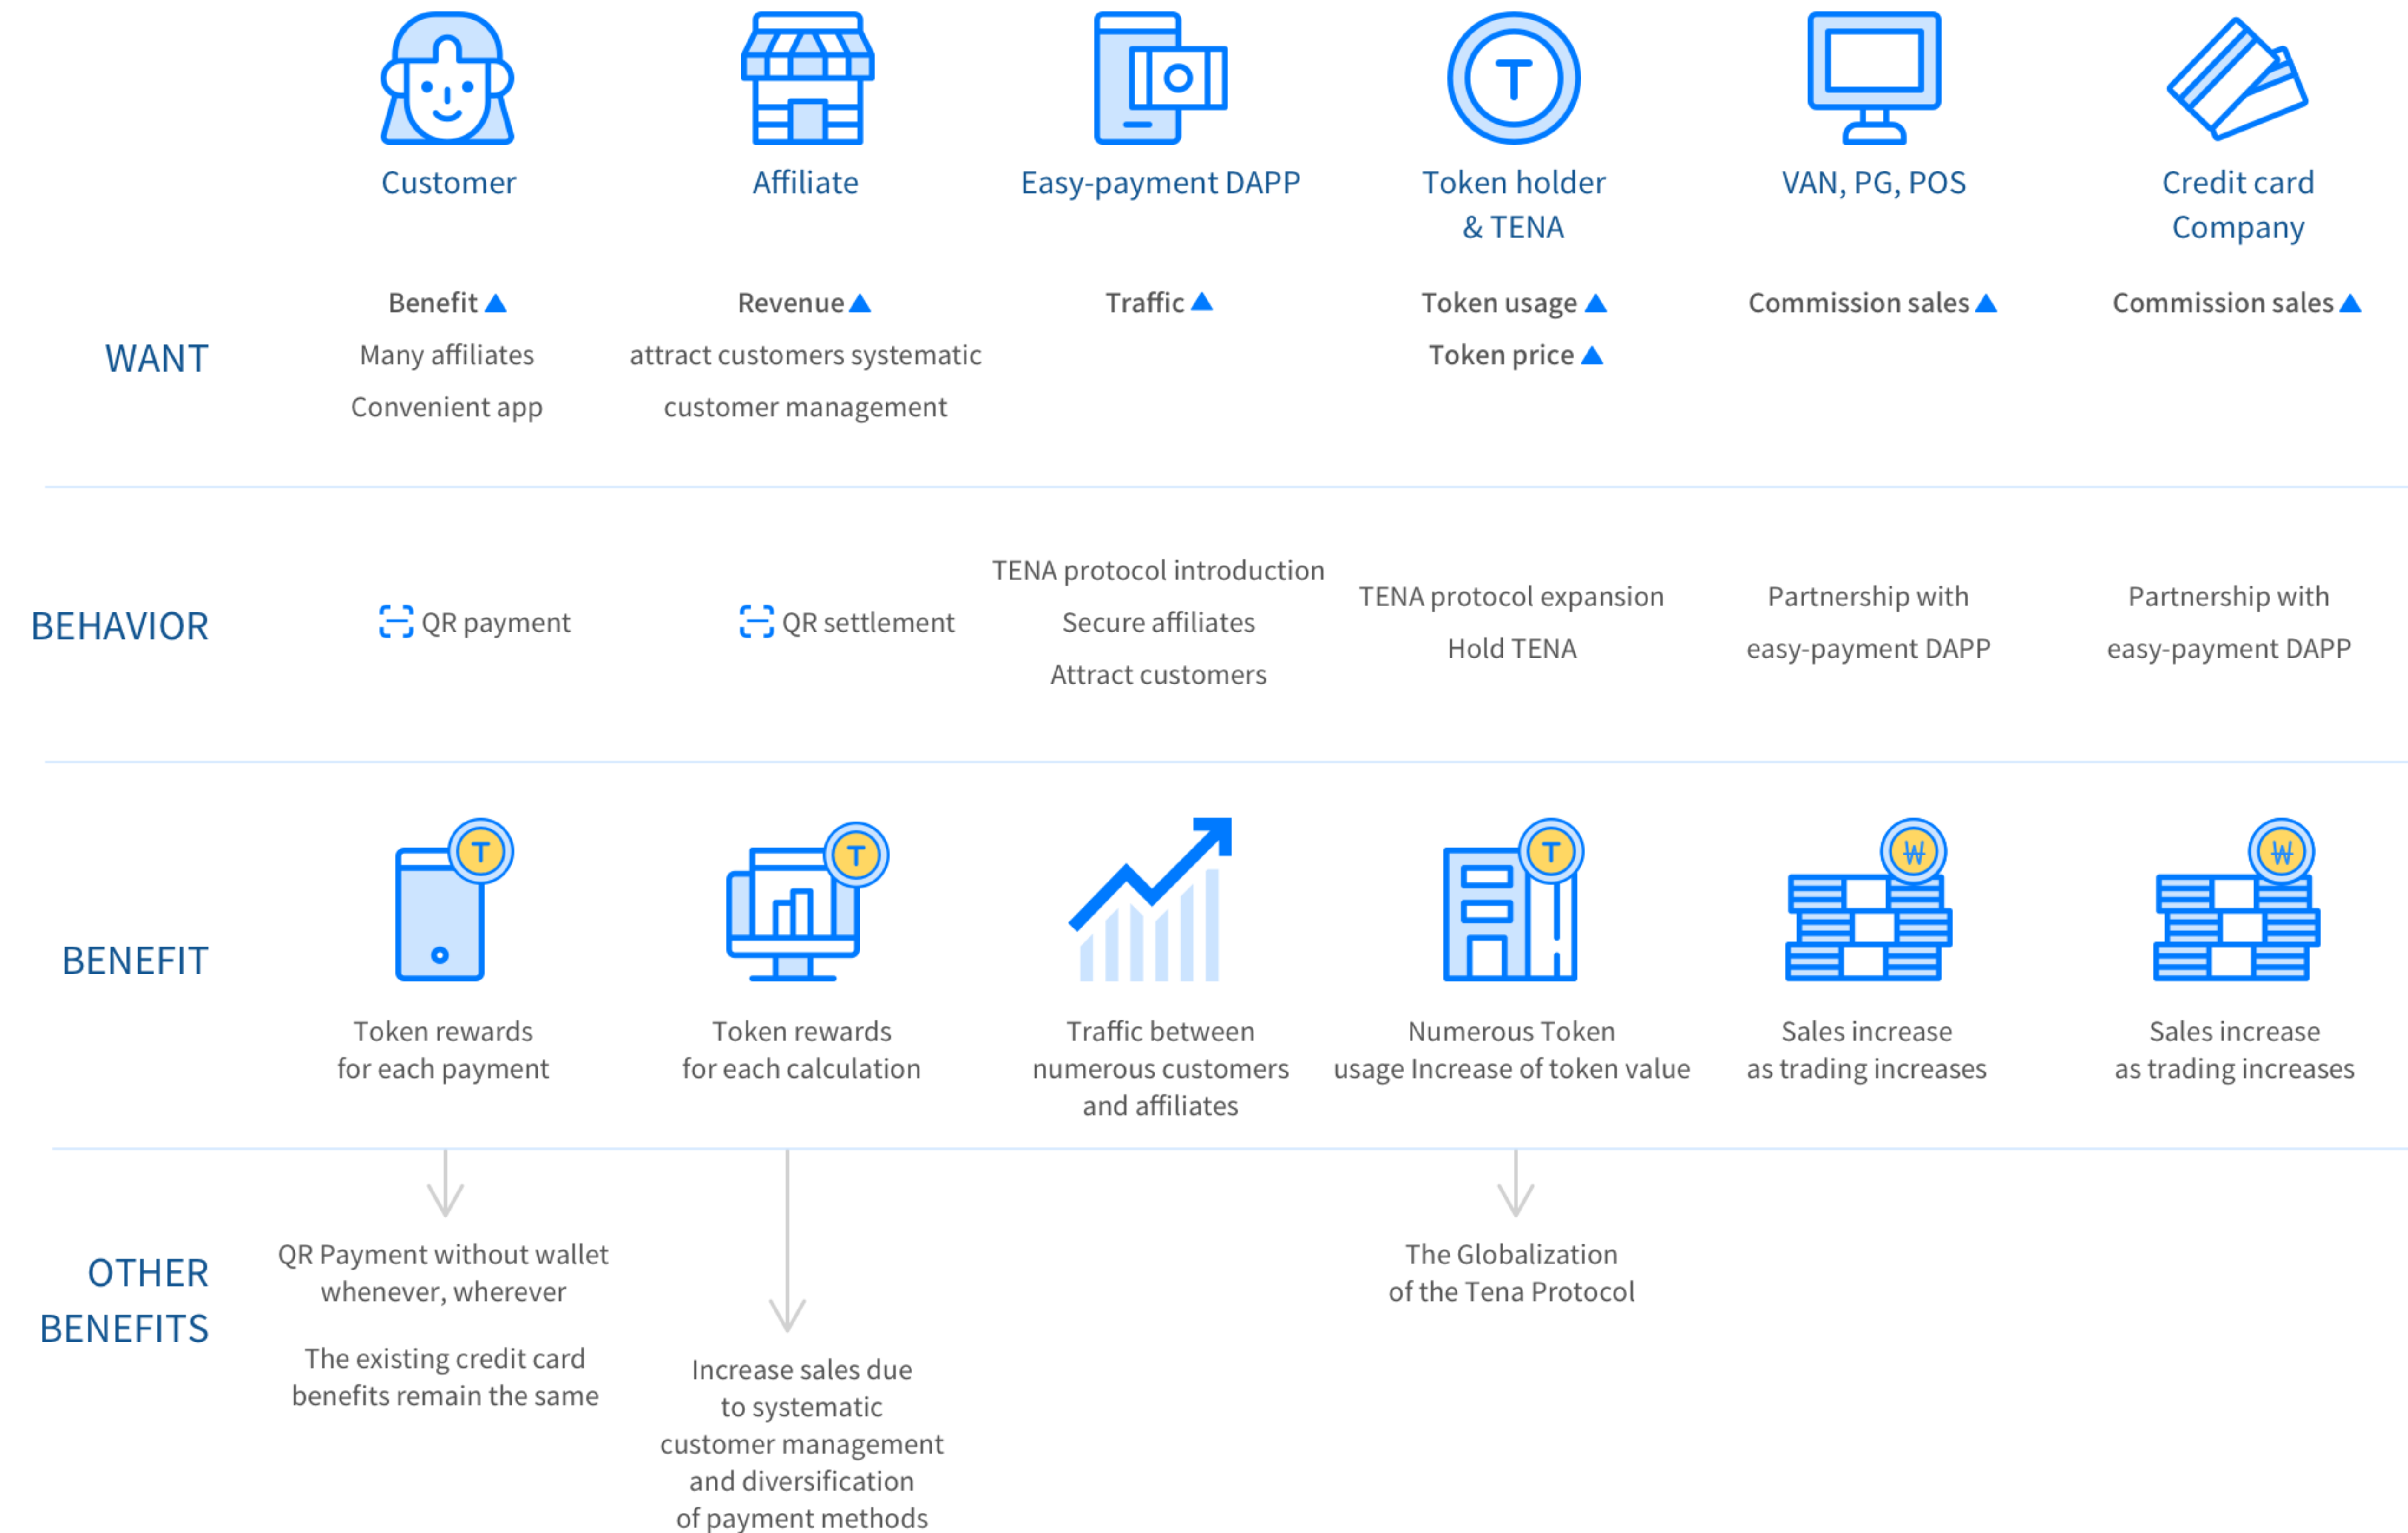 Customer
Affiliate
Easy-payment DAPP
Token holder
& TENA
VAN, PG, POS
Credit card
Company
WANT
Benefit ▲
Many affiliates
Convenient app
Revenue ▲
attract customers systematic
customer management
Traffic ▲
Token usage ▲
Token price ▲
Commission sales ▲
Commission sales ▲
BEHAVIOR
QR payment
QR settlement
TENA protocol introduction
Secure affiliates
Attract customers
TENA protocol expansion
Hold TENA
Partnership with
easy-payment DAPP
Partnership with
easy-payment DAPP
BENEFIT
Token rewards
for each payment
Token rewards
for each calculation
Traffic between
numerous customers
and affiliates
Numerous Token
usage Increase of token value
Sales increase
as trading increases
Sales increase
as trading increases
OTHER
BENEFITS
QR Payment without wallet
whenever, wherever
The existing credit card
benefits remain the same
Increase sales due
to systematic
customer management
and diversification
of payment methods
The Globalization
of the Tena Protocol